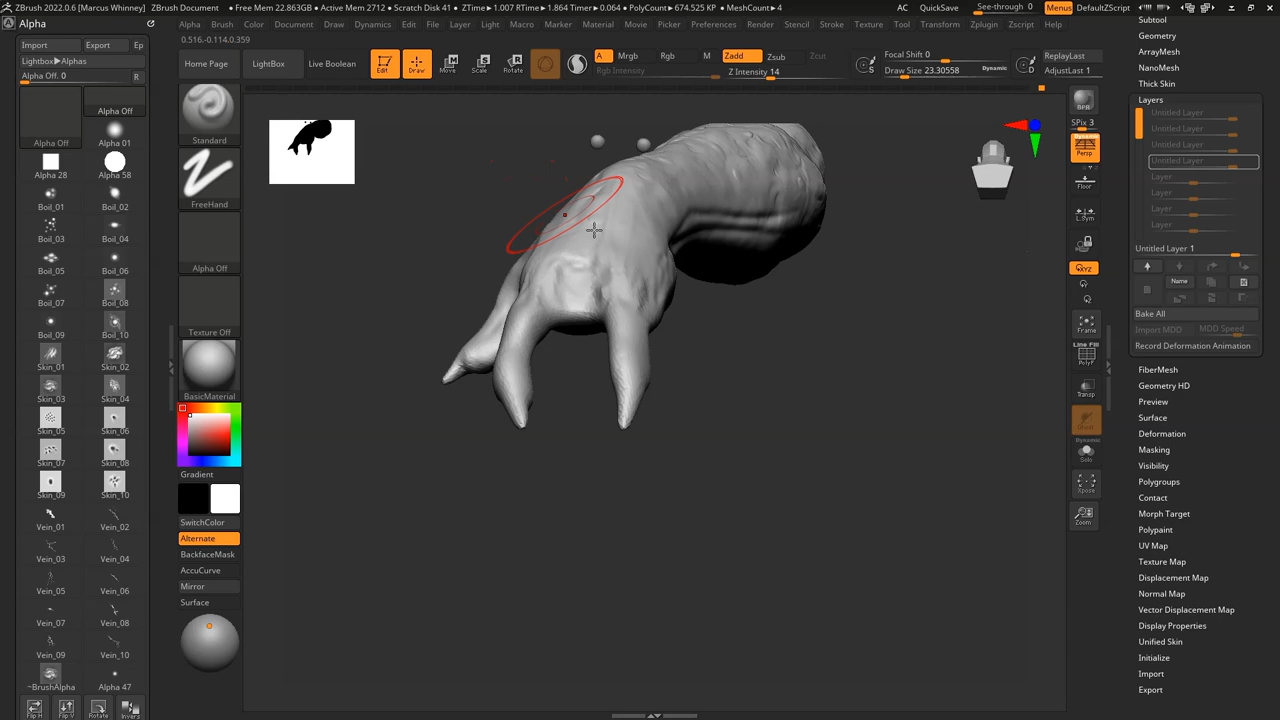 ZBrush 2022.0.6 [Marcus Whinney] ZBrush Document • Free Mem 22.863GB • Active Mem 2712 • Scratch Disk 41 • ZTime▶1.007 RTime▶1.864 Timer▶0.064 • PolyCount▶674.525 KP • MeshCount▶4 AC QuickSave See-through 0 Menus DefaultZScript
Alpha
Alpha Brush Color Document Draw Dynamics Edit File Layer Light Macro Marker Material Movie Picker Preferences Render Stencil Stroke Texture Tool Transform Zplugin Zscript Help
0.516,-0.114,0.359
Import Export Ep
Lightbox▶Alphas
Alpha Off. 0 R
Alpha Off
Alpha Off Alpha 01
Alpha 28 Alpha 58
Boil_01 Boil_02
Boil_03 Boil_04
Boil_05 Boil_06
Boil_07 Boil_08
Boil_09 Boil_10
Skin_01 Skin_02
Skin_03 Skin_04
Skin_05 Skin_06
Skin_07 Skin_08
Skin_09 Skin_10
Vein_01 Vein_02
Vein_03 Vein_04
Vein_05 Vein_06
Vein_07 Vein_08
Vein_09 Vein_10
~BrushAlpha Alpha 47
Flip H Flip V Rotate Invers
Home Page LightBox Live Boolean
Edit Draw Move Scale Rotate
A Mrgb Rgb M Zadd Zsub Zcut
Rgb Intensity Z Intensity 14
Focal Shift 0
Draw Size 23.30558 Dynamic
S
D
ReplayLast
AdjustLast 1
Standard
FreeHand
Alpha Off
Texture Off
BasicMaterial
Gradient
SwitchColor
Alternate
BackfaceMask
AccuCurve
Mirror
Surface
BPR
SPix 3
Dynamic
Persp
Floor
L.Sym
XYZ
Frame
Line Fill
PolyF
Transp
Dynamic
Solo
Xpose
Zoom
Subtool
Geometry
ArrayMesh
NanoMesh
Thick Skin
Layers
Untitled Layer
Untitled Layer
Untitled Layer
Untitled Layer
Layer
Layer
Layer
Layer
Untitled Layer 1
Name
Bake All
Import MDD MDD Speed
Record Deformation Animation
FiberMesh
Geometry HD
Preview
Surface
Deformation
Masking
Visibility
Polygroups
Contact
Morph Target
Polypaint
UV Map
Texture Map
Displacement Map
Normal Map
Vector Displacement Map
Display Properties
Unified Skin
Initialize
Import
Export